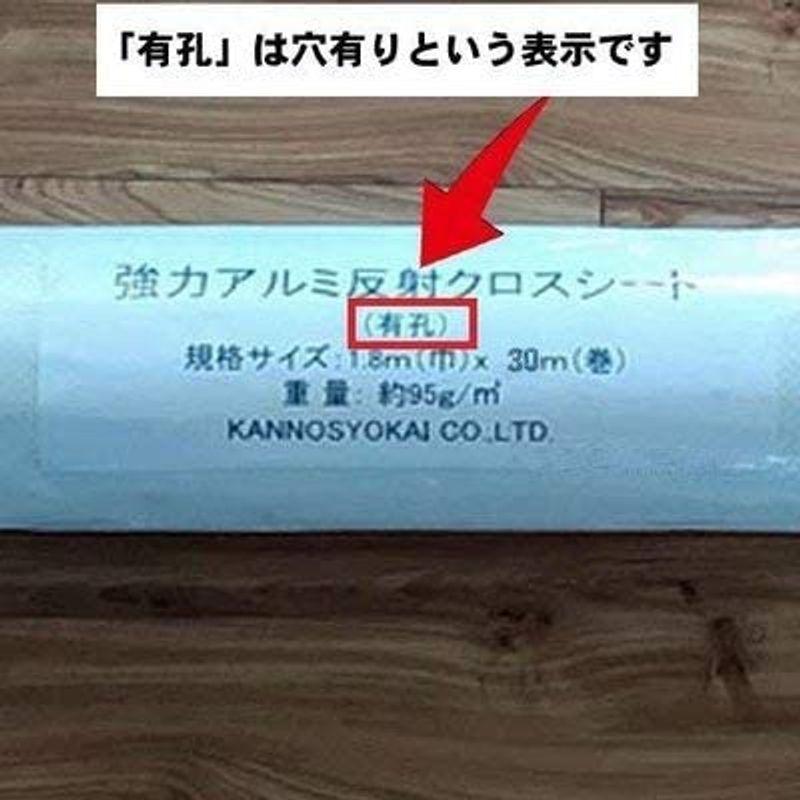 「有孔」は穴有りという表示です
強力アルミ反射クロスシート
(有孔)
規格サイズ:1.8m(巾)x 30m(巻)
重 量: 約95g/㎡
KANNOSYOKAI CO.,LTD.